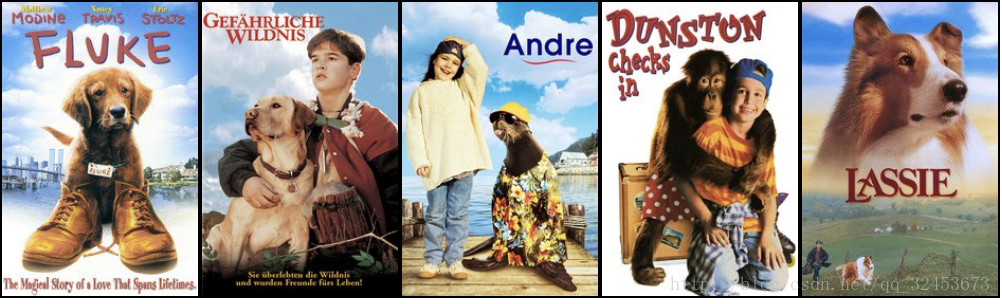 Matthew Nancy Eric
MODINE TRAVIS STOLTZ
FLUKE
FLUKE
The Magical Story of a Love That Spans Lifetimes.
GEFÄHRLICHE
WILDNIS
Sie überlebten die Wildnis
und wurden Freunde fürs Leben!
Andre
DUNSTON
checks
in
LASSIE
http://blog.csdn.net/qq_32453673